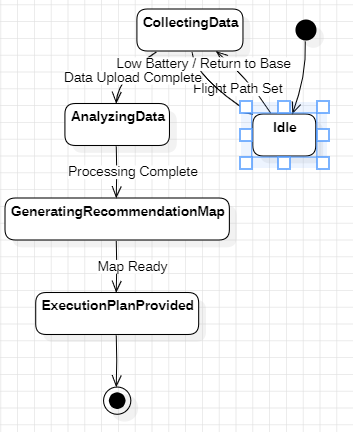 CollectingData
Low Battery / Return to Base
Data Upload Complete
Flight Path Set
AnalyzingData
Idle
Processing Complete
GeneratingRecommendationMap
Map Ready
ExecutionPlanProvided